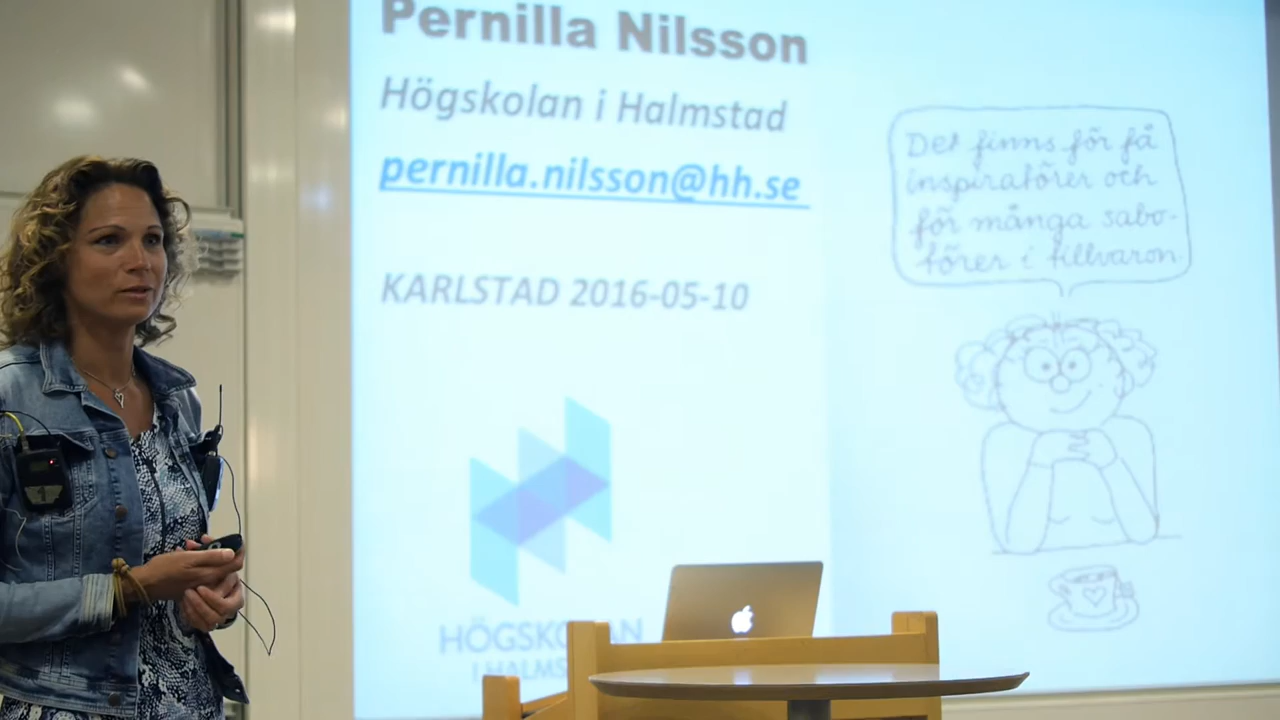 Pernilla Nilsson
Högskolan i Halmstad
pernilla.nilsson@hh.se
KARLSTAD 2016-05-10
Det finns för få
inspiratörer och
för många sabo-
törer i tillvaron
HÖGSKOLAN
I HALMSTAD